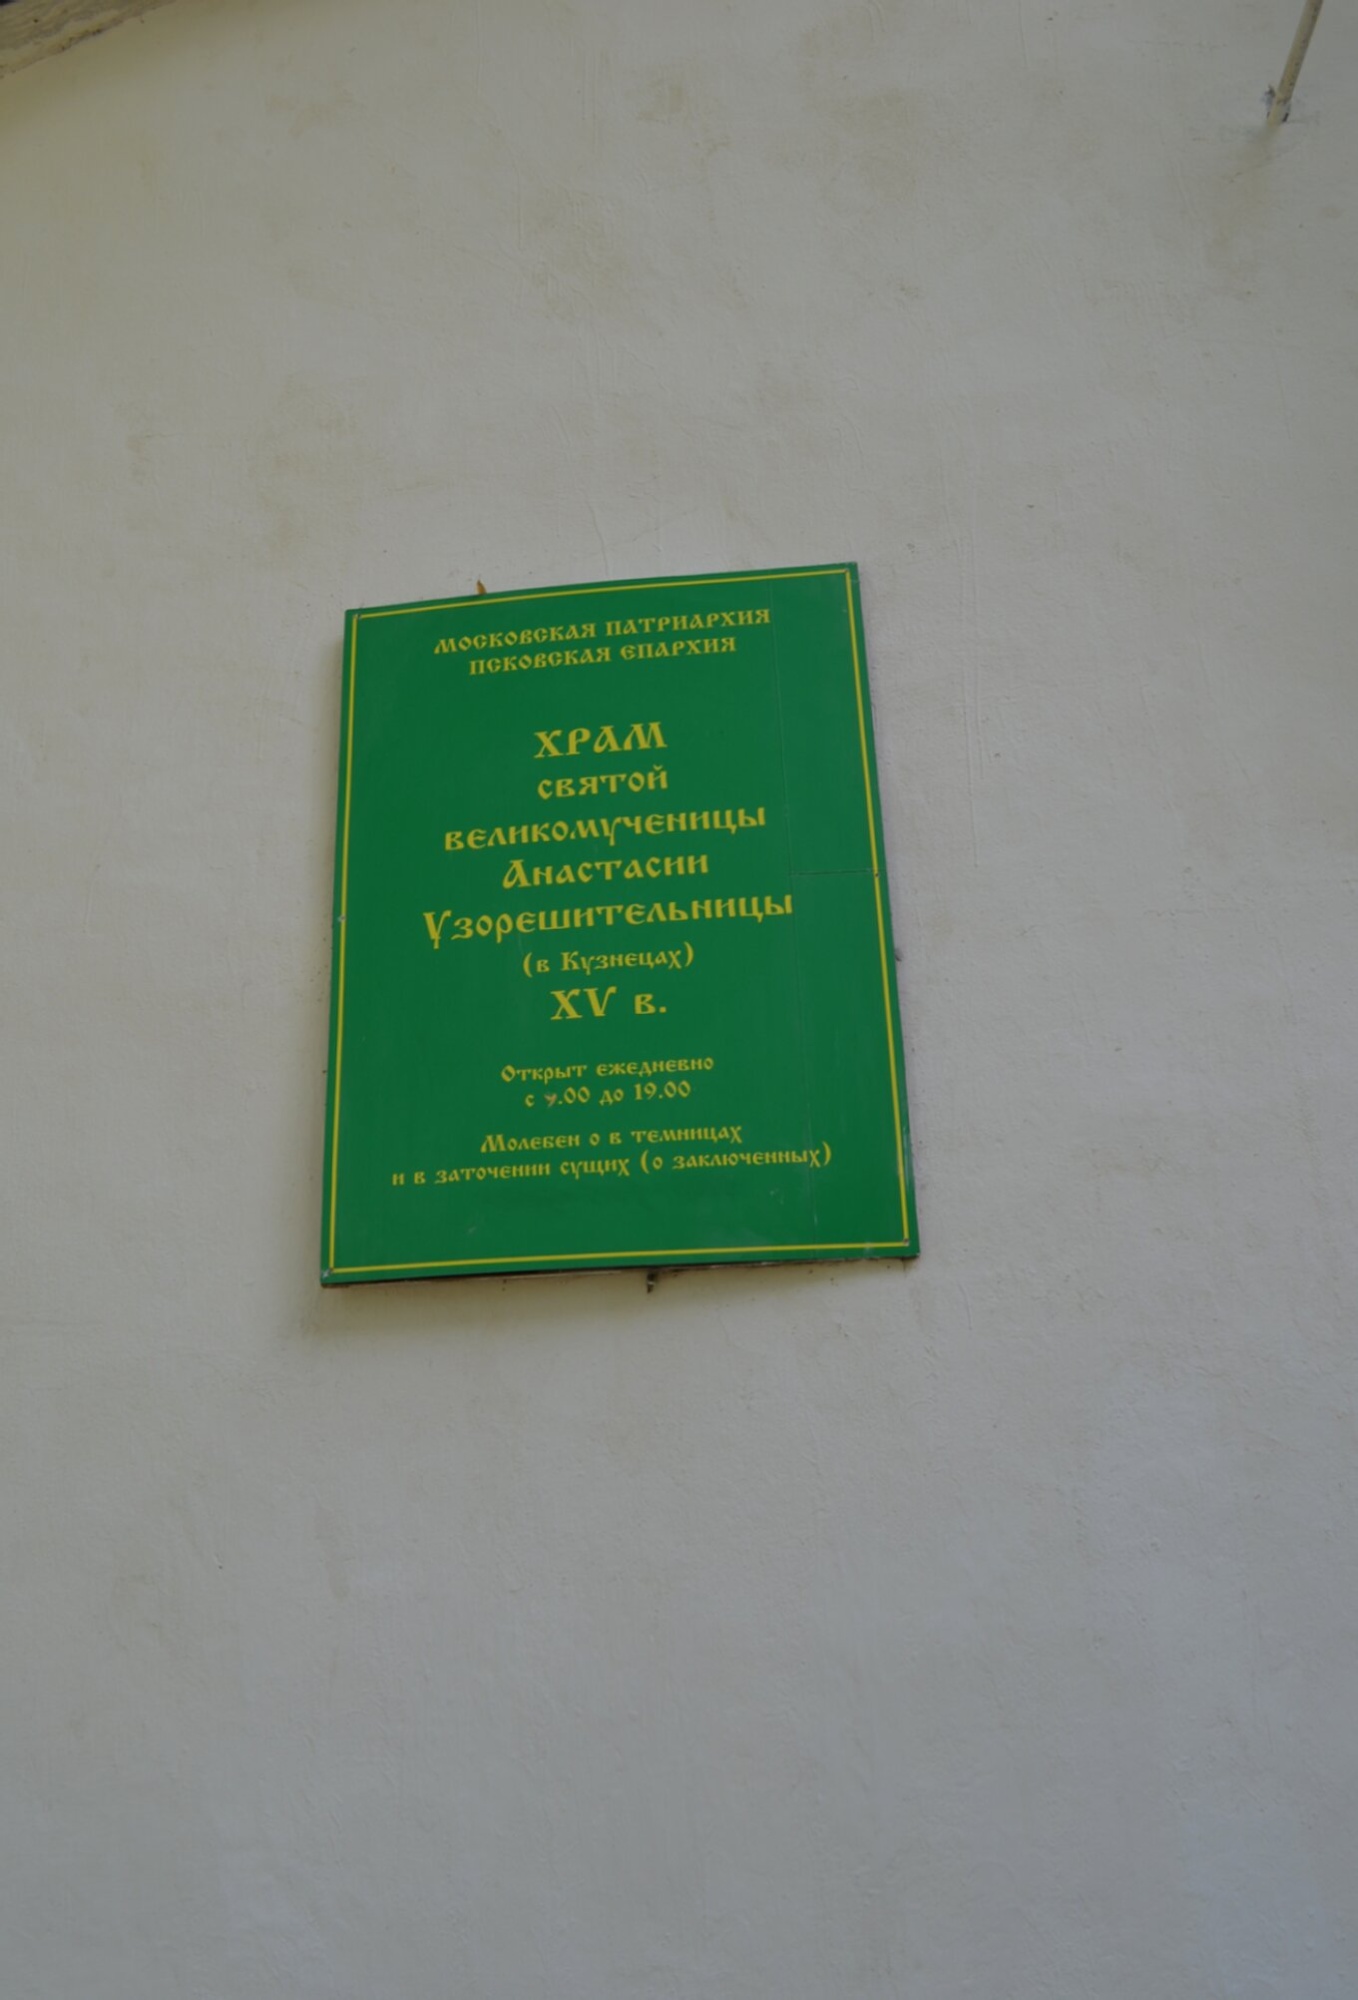 МОСКОВСКАЯ ПАТРИАРХИЯ
ПСКОВСКАЯ ЕПАРХИЯ
ХРАМ
святой
великомученицы
Анастасии
Узорешительницы
(в Кузнецах)
XV в.
Открыт ежедневно
с .00 до 19.00
Молебен о в темницах
и в заточении сущих (о заключенных)